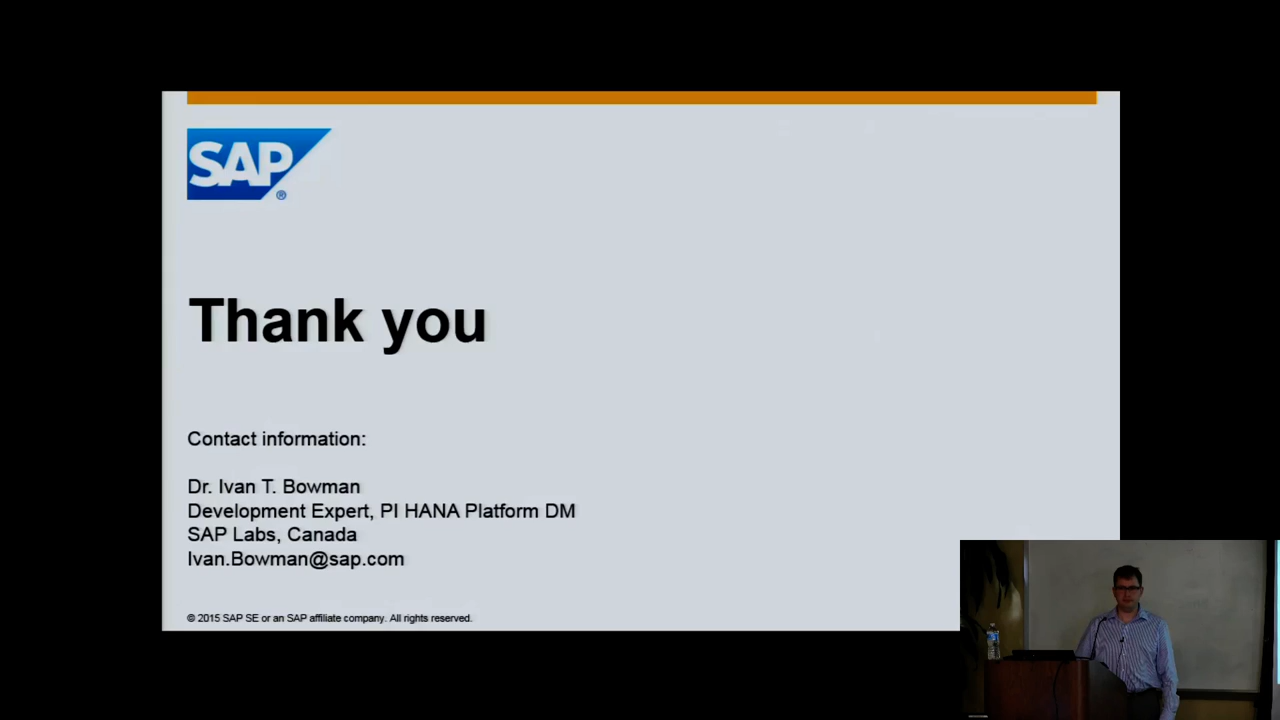 SAP
®
Thank you
Contact information:
Dr. Ivan T. Bowman
Development Expert, PI HANA Platform DM
SAP Labs, Canada
Ivan.Bowman@sap.com
© 2015 SAP SE or an SAP affiliate company. All rights reserved.